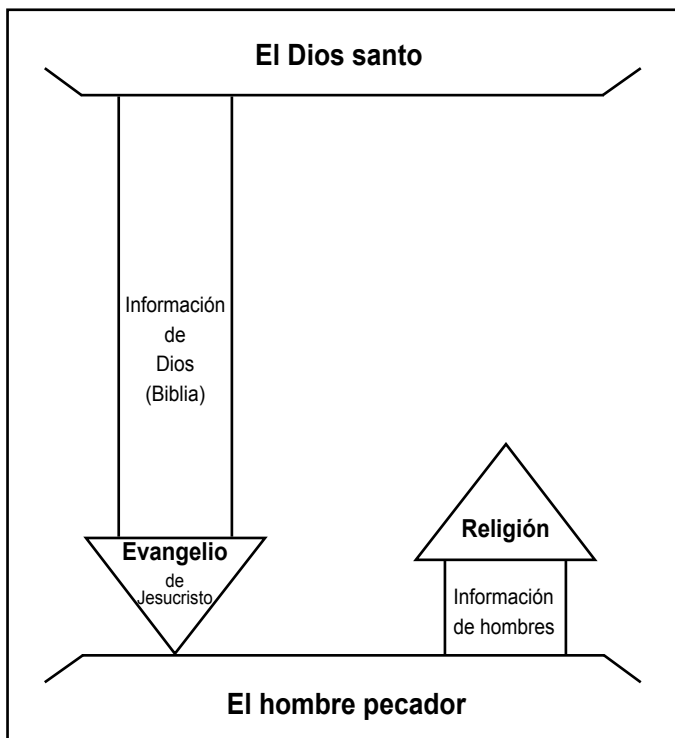 El Dios santo
Información
de
Dios
(Biblia)
Evangelio
de
Jesucristo
Religión
Información
de hombres
El hombre pecador